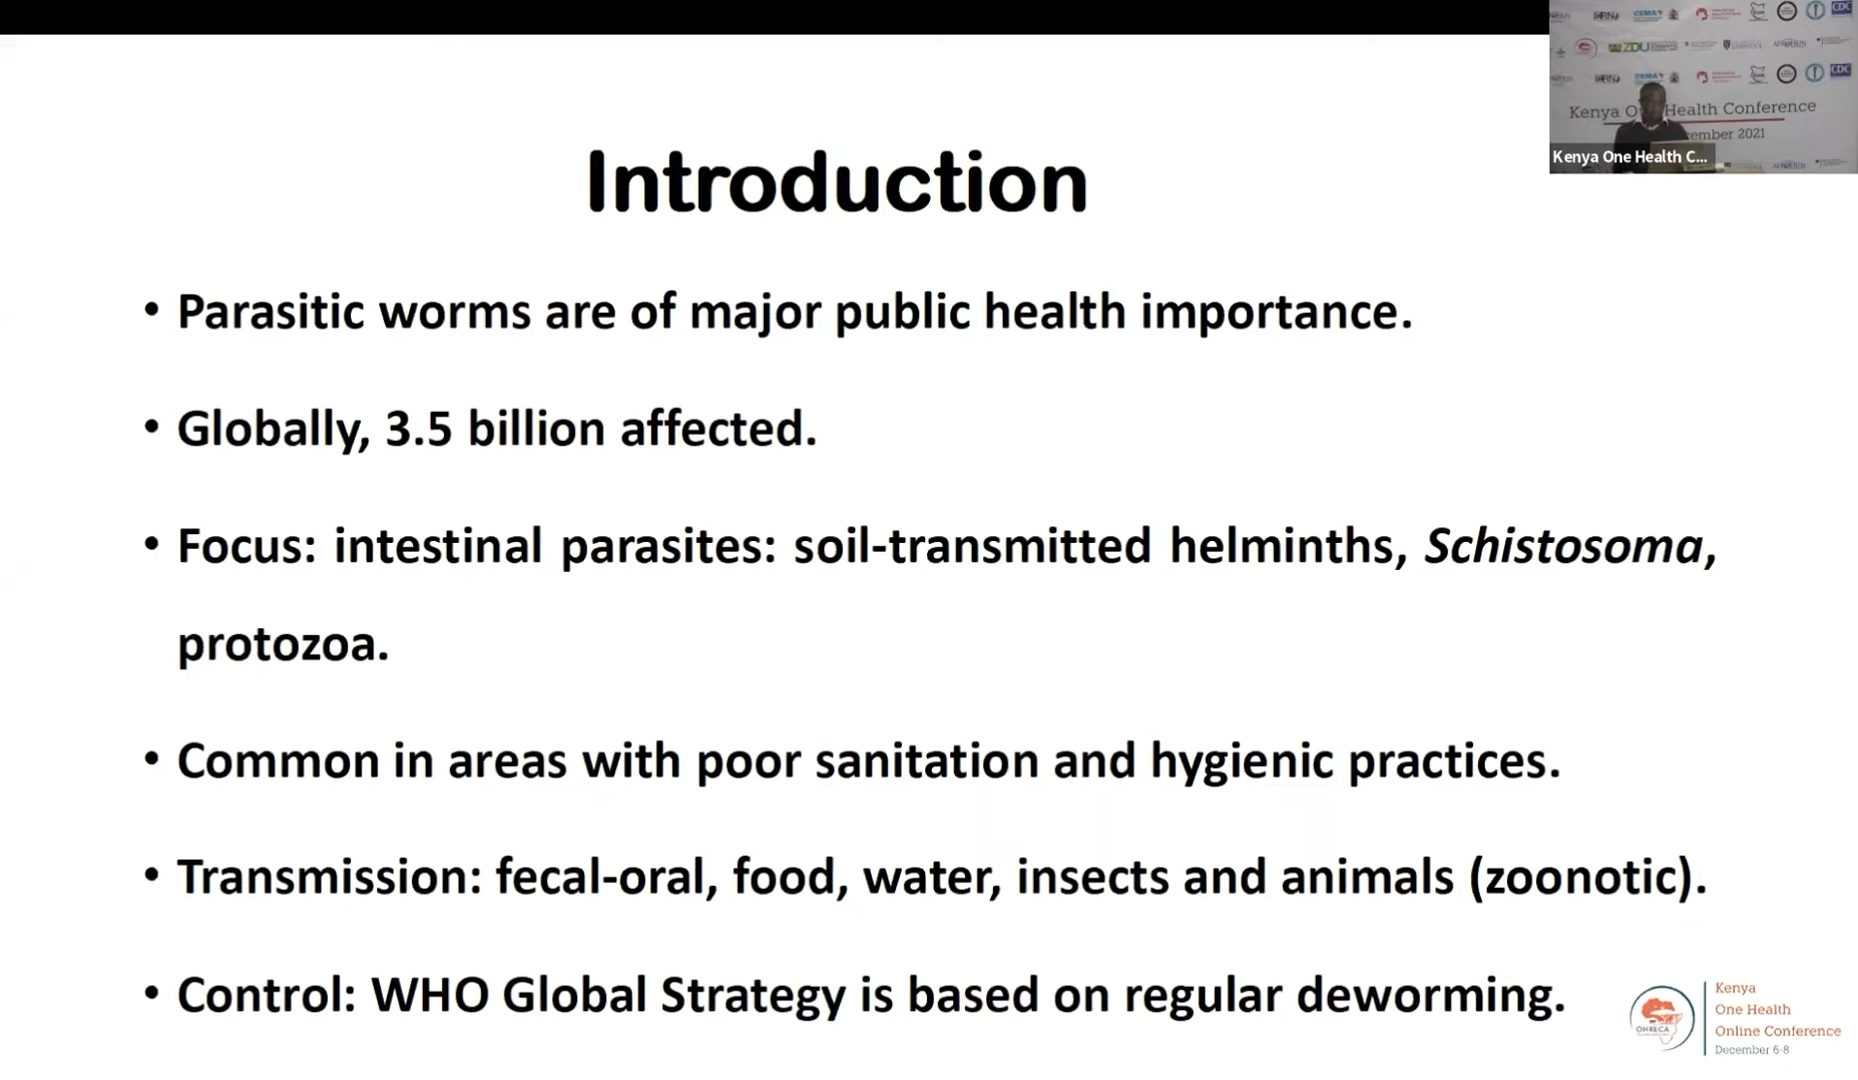 Kenya O Health Conference
ember 2021
Kenya One Health C...
Introduction
• Parasitic worms are of major public health importance.
• Globally, 3.5 billion affected.
• Focus: intestinal parasites: soil-transmitted helminths, Schistosoma,
protozoa.
• Common in areas with poor sanitation and hygienic practices.
• Transmission: fecal-oral, food, water, insects and animals (zoonotic).
• Control: WHO Global Strategy is based on regular deworming.
OHRECA
Kenya
One Health
Online Conference
December 6-8